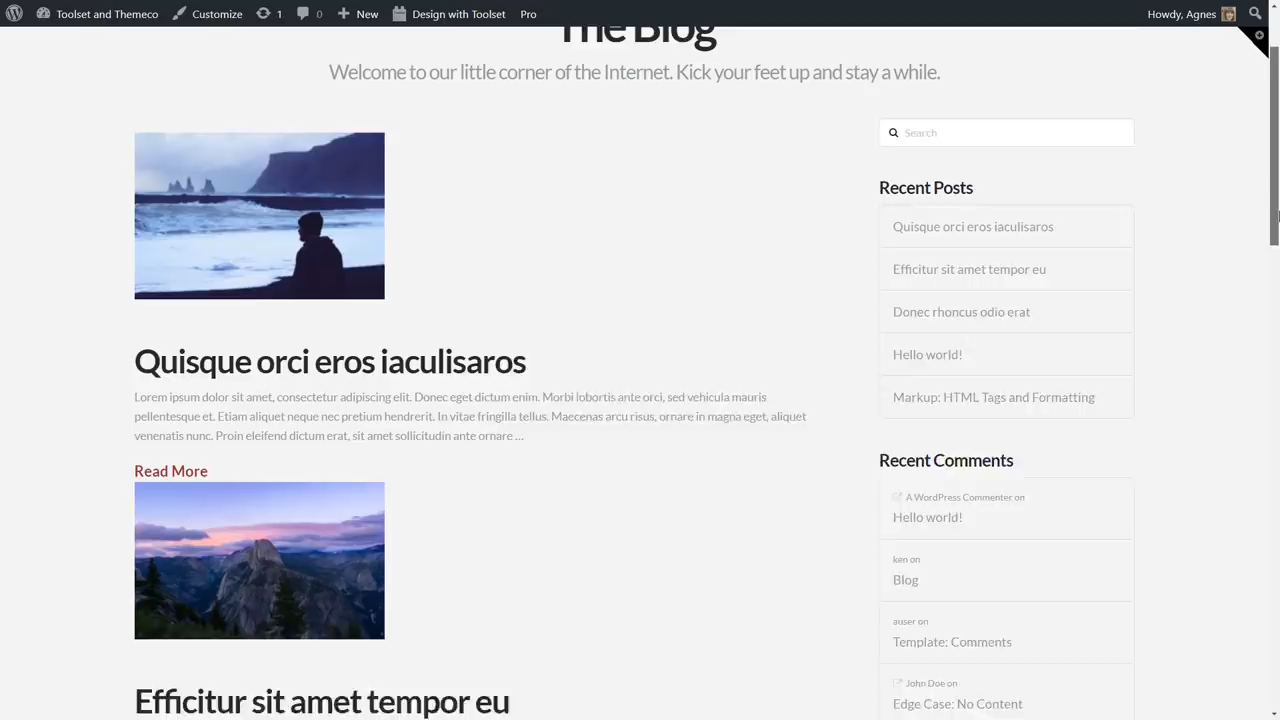 Toolset and Themeco Customize 1 0 New Design with Toolset Pro Howdy, Agnes
The Blog
Welcome to our little corner of the Internet. Kick your feet up and stay a while.
Quisque orci eros iaculisaros
Lorem ipsum dolor sit amet, consectetur adipiscing elit. Donec eget dictum enim. Morbi lobortis ante orci, sed vehicula mauris
pellentesque et. Etiam aliquet neque nec pretium hendrerit. In vitae fringilla tellus. Maecenas arcu risus, ornare in magna eget, aliquet
venenatis nunc. Proin eleifend dictum erat, sit amet sollicitudin ante ornare ...
Read More
Efficitur sit amet tempor eu
Search
Recent Posts
Quisque orci eros iaculisaros
Efficitur sit amet tempor eu
Donec rhoncus odio erat
Hello world!
Markup: HTML Tags and Formatting
Recent Comments
A WordPress Commenter on
Hello world!
ken on
Blog
auser on
Template: Comments
John Doe on
Edge Case: No Content